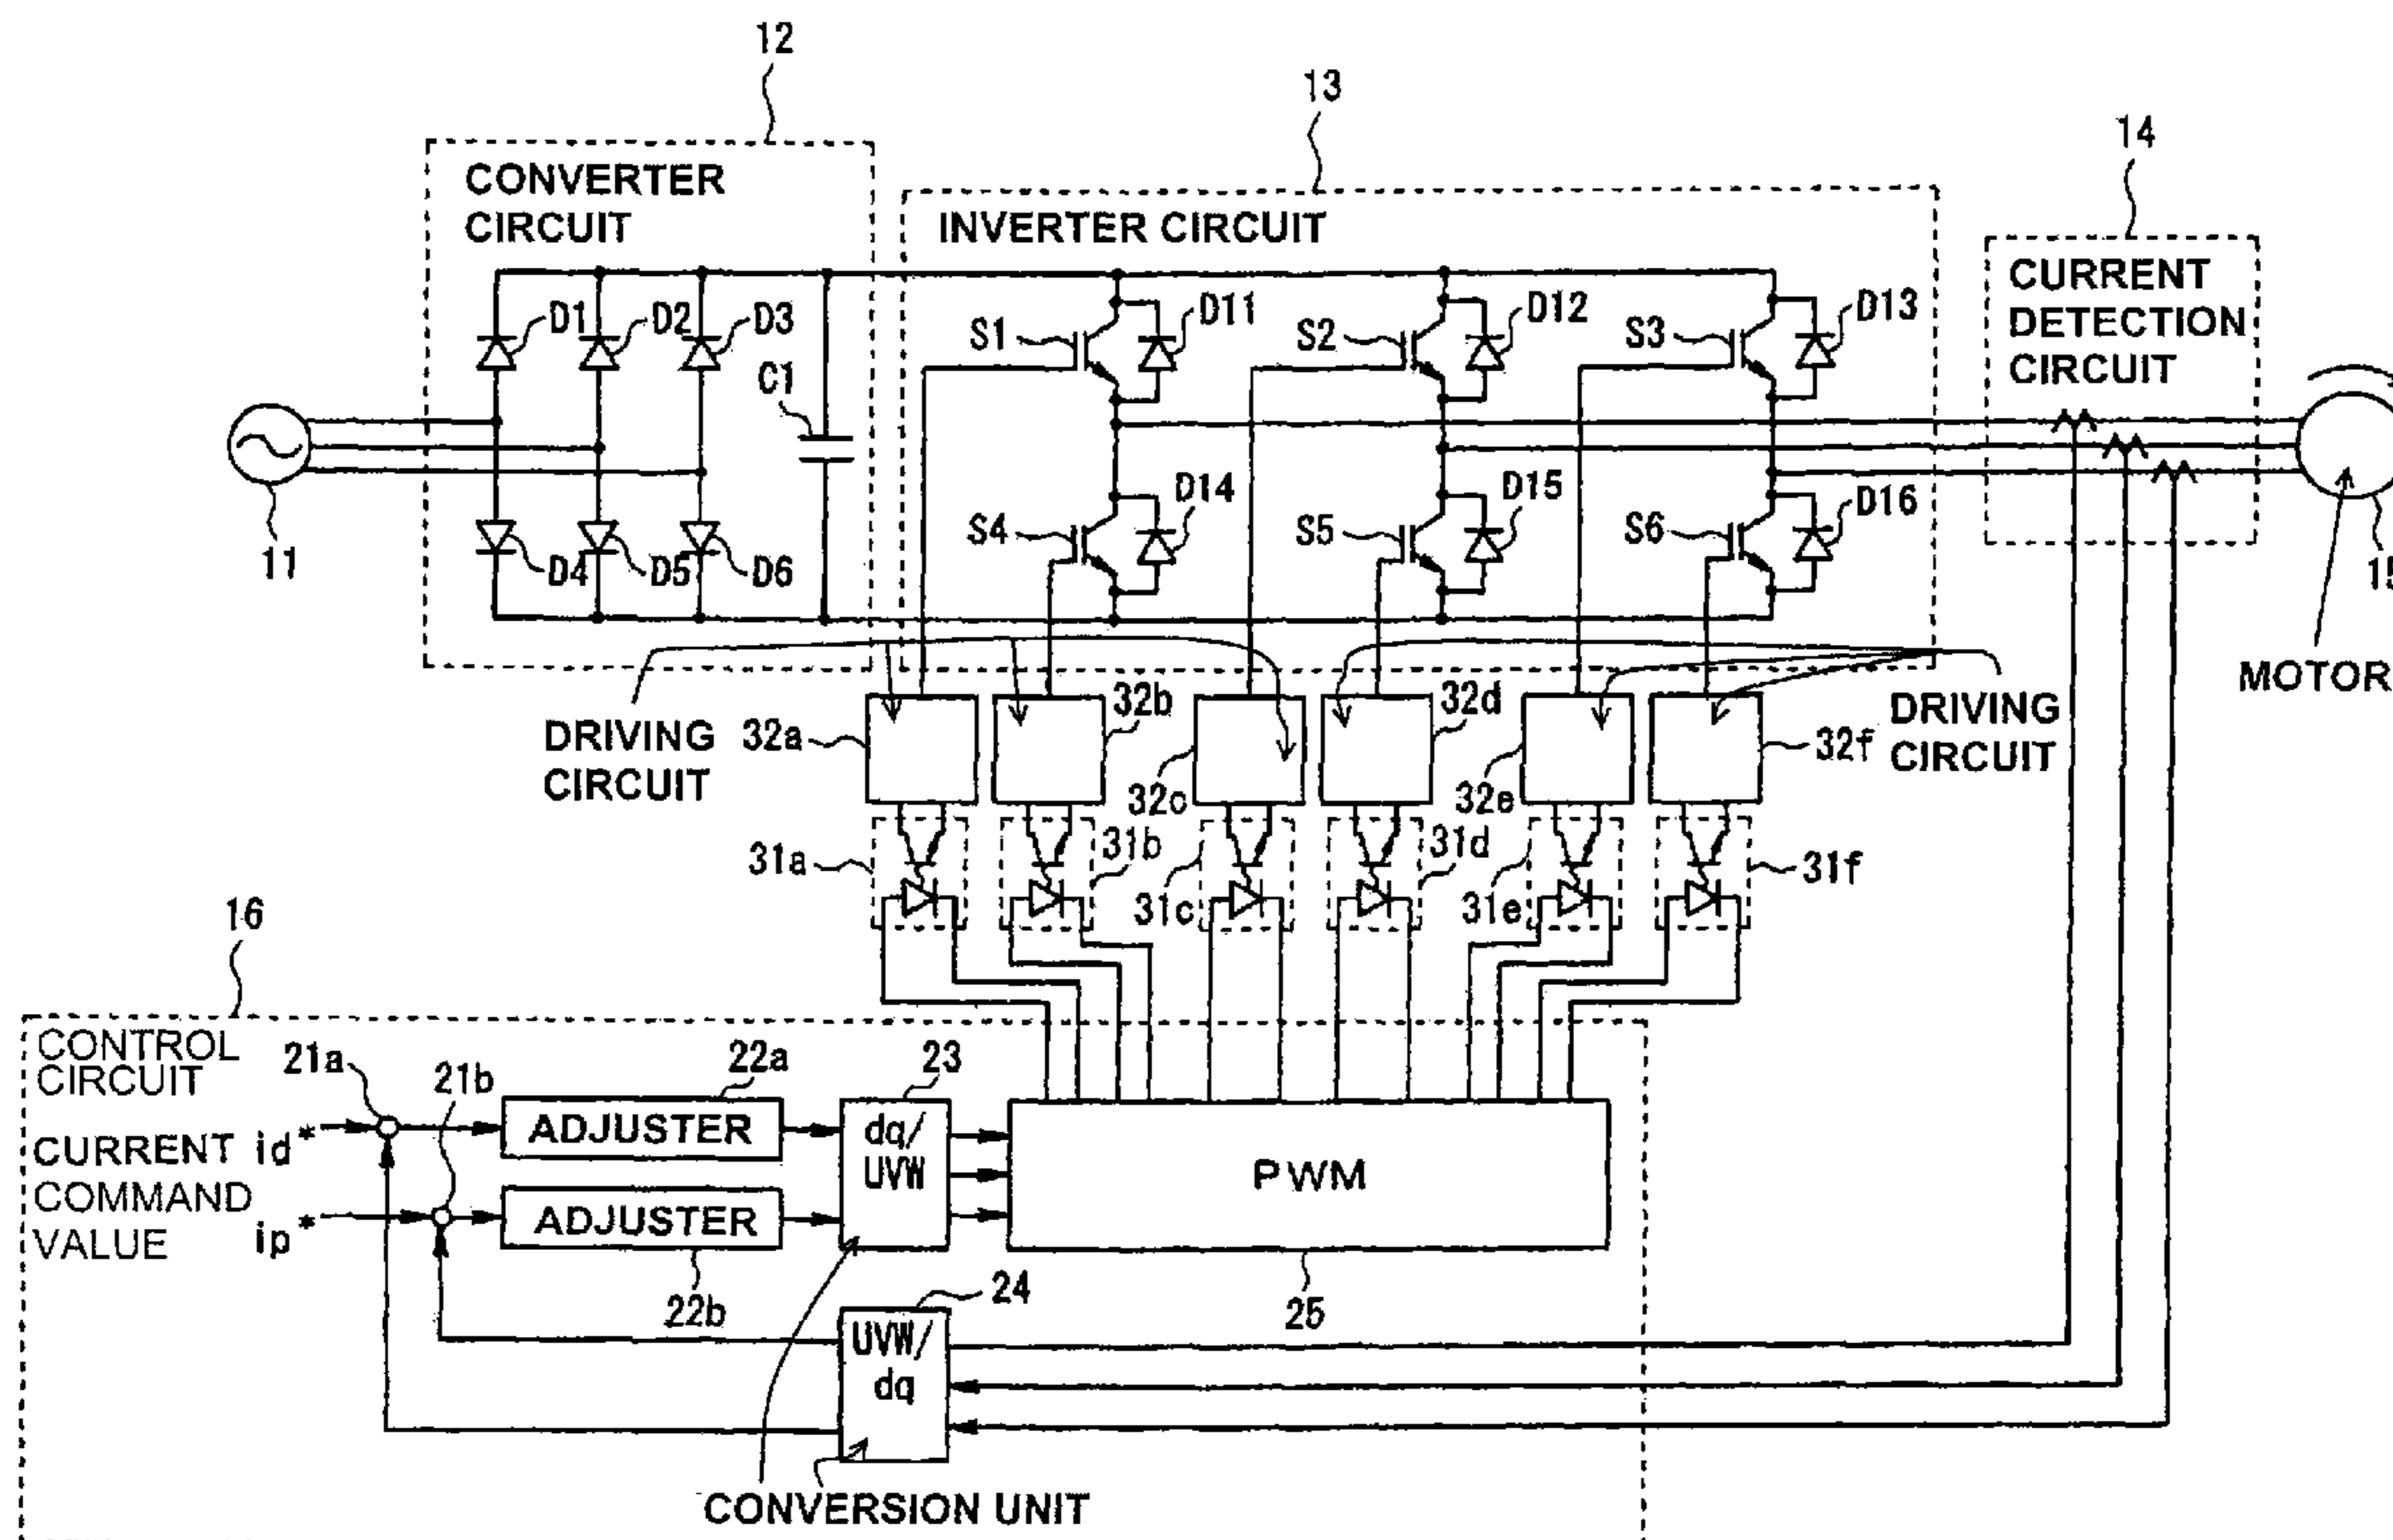 12
13
14
CONVERTER
CIRCUIT
INVERTER CIRCUIT
CURRENT
DETECTION
CIRCUIT
D1
D2
D3
C1
S1
D11
S2
D12
S3
D13
11
D4
D5
D6
S4
D14
S5
D15
S6
D16
MOTOR
DRIVING
CIRCUIT
32a
32b
32c
32d
32e
32f
DRIVING
CIRCUIT
31a
31b
31c
31d
31e
31f
16
CONTROL
CIRCUIT
21a
21b
22a
23
CURRENT id*
COMMAND
VALUE ip*
ADJUSTER
ADJUSTER
dq/
UVW
PWM
22b
24
25
UVW/
dq
CONVERSION UNIT